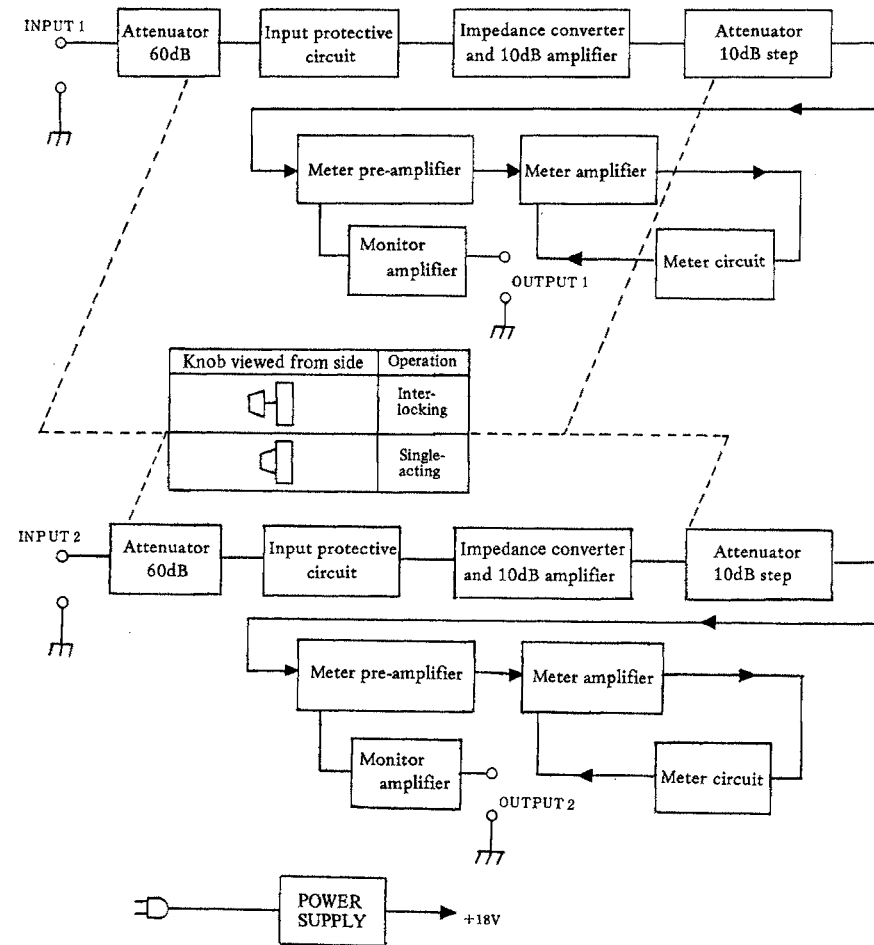 INPUT 1
Attenuator
60dB
Input protective
circuit
Impedance converter
and 10dB amplifier
Attenuator
10dB step
Meter pre-amplifier
Meter amplifier
Monitor
amplifier
OUTPUT 1
Meter circuit
Knob viewed from side
Operation
Inter-
locking
Single-
acting
INPUT 2
Attenuator
60dB
Input protective
circuit
Impedance converter
and 10dB amplifier
Attenuator
10dB step
Meter pre-amplifier
Meter amplifier
Monitor
amplifier
OUTPUT 2
Meter circuit
POWER
SUPPLY
+18V